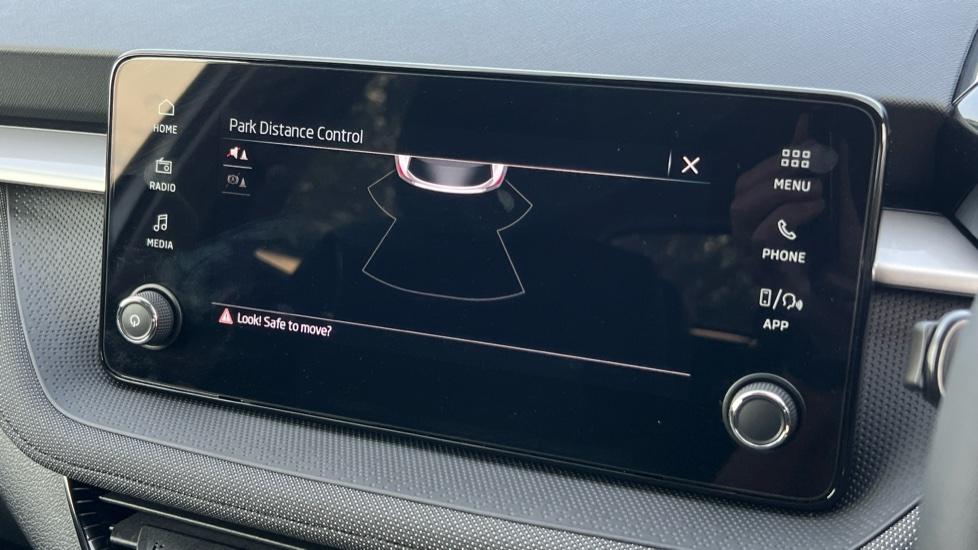 Park Distance Control
HOME
RADIO
MEDIA
Look! Safe to move?
MENU
PHONE
APP